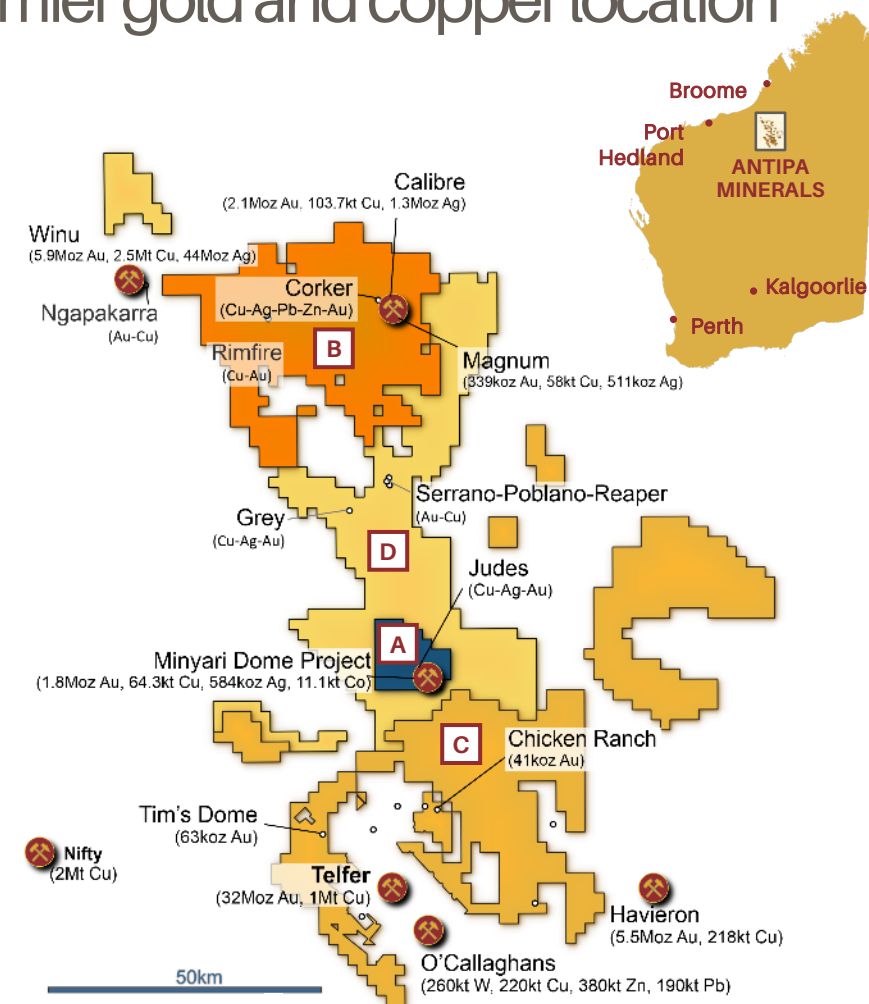 gold and copper location
Broome
Port
Hedland
ANTIPA
MINERALS
Kalgoorlie
Perth
Calibre
(2.1Moz Au, 103.7kt Cu, 1.3Moz Ag)
Winu
(5.9Moz Au, 2.5Mt Cu, 44Moz Ag)
Ngapakarra
(Au-Cu)
Corker
(Cu-Ag-Pb-Zn-Au)
B
Rimfire
(Cu-Au)
Magnum
(339koz Au, 58kt Cu, 511koz Ag)
Serrano-Poblano-Reaper
(Au-Cu)
Grey
(Cu-Ag-Au)
D
Judes
(Cu-Ag-Au)
A
Minyari Dome Project
(1.8Moz Au, 64.3kt Cu, 584koz Ag, 11.1kt Co)
C
Chicken Ranch
(41koz Au)
Tim's Dome
(63koz Au)
Nifty
(2Mt Cu)
Telfer
(32Moz Au, 1Mt Cu)
Havieron
(5.5Moz Au, 218kt Cu)
O'Callaghans
(260kt W, 220kt Cu, 380kt Zn, 190kt Pb)
50km